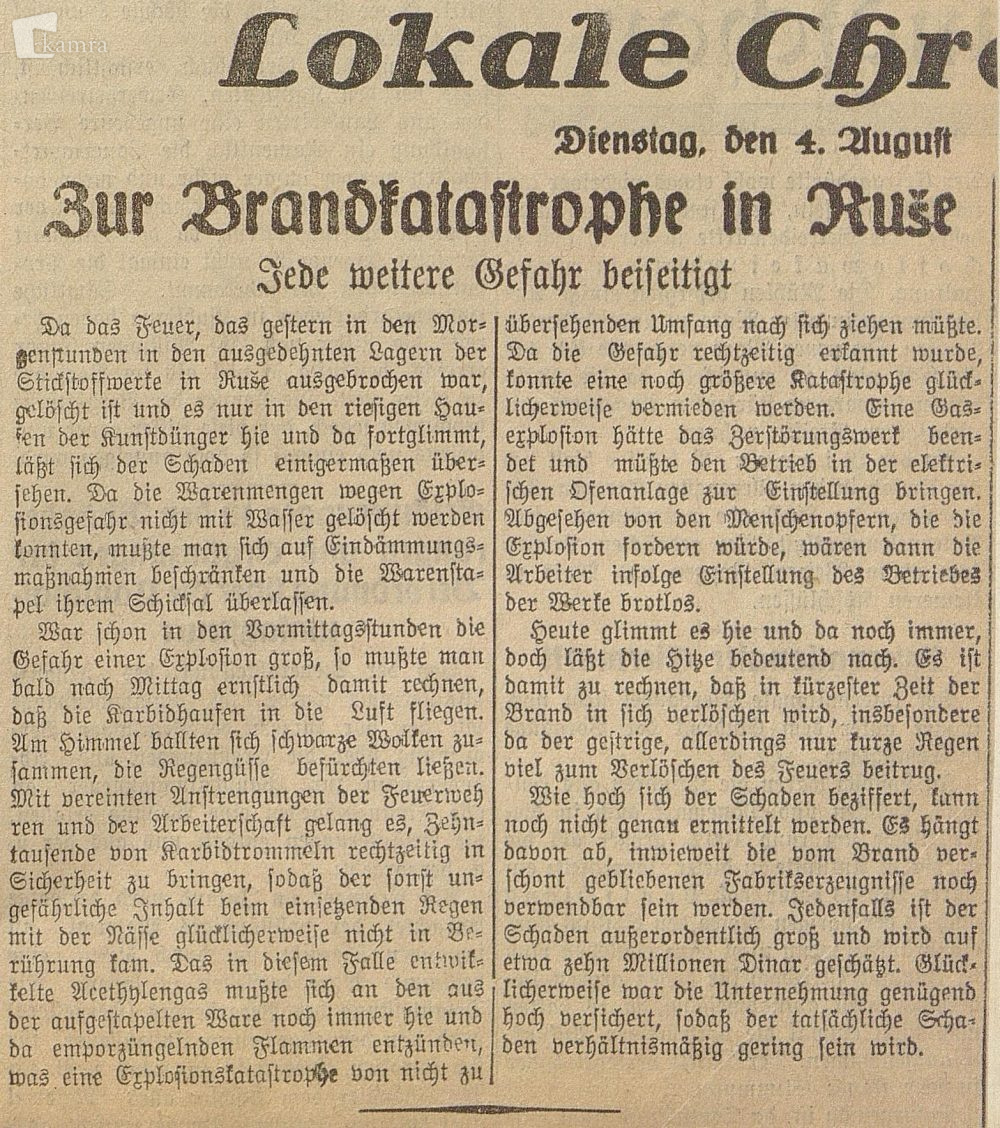 kamra
Lokale Chro
Dienstag, den 4. August
Zur Brandkatastrophe in Ruše
Jede weitere Gefahr beiseitigt
Da das Feuer, das gestern in den Mor-
genstunden in den ausgedehnten Lagern der
Stickstoffwerke in Ruše ausgebrochen war,
gelöscht ist und es nur in den riesigen Hau-
fen der Kunstdünger hie und da fortglimmt,
läßt sich der Schaden einigermaßen über-
sehen. Da die Warenmengen wegen Explo-
sionsgefahr nicht mit Wasser gelöscht werden
konnten, mußte man sich auf Eindämmungs-
maßnahmen beschränken und die Warensta-
pel ihrem Schicksal überlassen.
War schon in den Vormittagsstunden die
Gefahr einer Explosion groß, so mußte man
bald nach Mittag ernstlich damit rechnen,
daß die Karbidhaufen in die Luft fliegen.
Am Himmel ballten sich schwarze Wolken zu-
sammen, die Regengüsse befürchten ließen.
Mit vereinten Anstrengungen der Feuerweh
ren und der Arbeiterschaft gelang es, Zehn-
tausende von Karbidtrommeln rechtzeitig in
Sicherheit zu bringen, sodaß der sonst un-
gefährliche Inhalt beim einsetzenden Regen
mit der Nässe glücklicherweise nicht in Be-
rührung kam. Das in diesem Falle entwik-
kelte Acethylengas mußte sich an den aus
der aufgestapelten Ware noch immer hie und
da emporzüngelnden Flammen entzünden,
was eine Explosionskatastrophe von nicht zu
übersehenden Umfang nach sich ziehen müßte.
Da die Gefahr rechtzeitig erkannt wurde,
konnte eine noch größere Katastrophe glück-
licherweise vermieden werden. Eine Gas-
explosion hätte das Zerstörungswerk been-
det und müßte den Betrieb in der elektri-
schen Ofenanlage zur Einstellung bringen.
Abgesehen von den Menschenopfern, die die
Explosion fordern würde, wären dann die
Arbeiter infolge Einstellung des Betriebes
der Werke brotlos.
Heute glimmt es hie und da noch immer,
doch läßt die Hitze bedeutend nach. Es ist
damit zu rechnen, daß in kürzester Zeit der
Brand in sich verlöschen wird, insbesondere
da der gestrige, allerdings nur kurze Regen
viel zum Verlöschen des Feuers beitrug.
Wie hoch sich der Schaden beziffert, kann
noch nicht genau ermittelt werden. Es hängt
davon ab, inwieweit die vom Brand ver-
schont gebliebenen Fabrikserzeugnisse noch
verwendbar sein werden. Jedenfalls ist der
Schaden außerordentlich groß und wird auf
etwa zehn Millionen Dinar geschätzt. Glück-
licherweise war die Unternehmung genügend
hoch versichert, sodaß der tatsächliche Scha-
den verhältnismäßig gering sein wird.